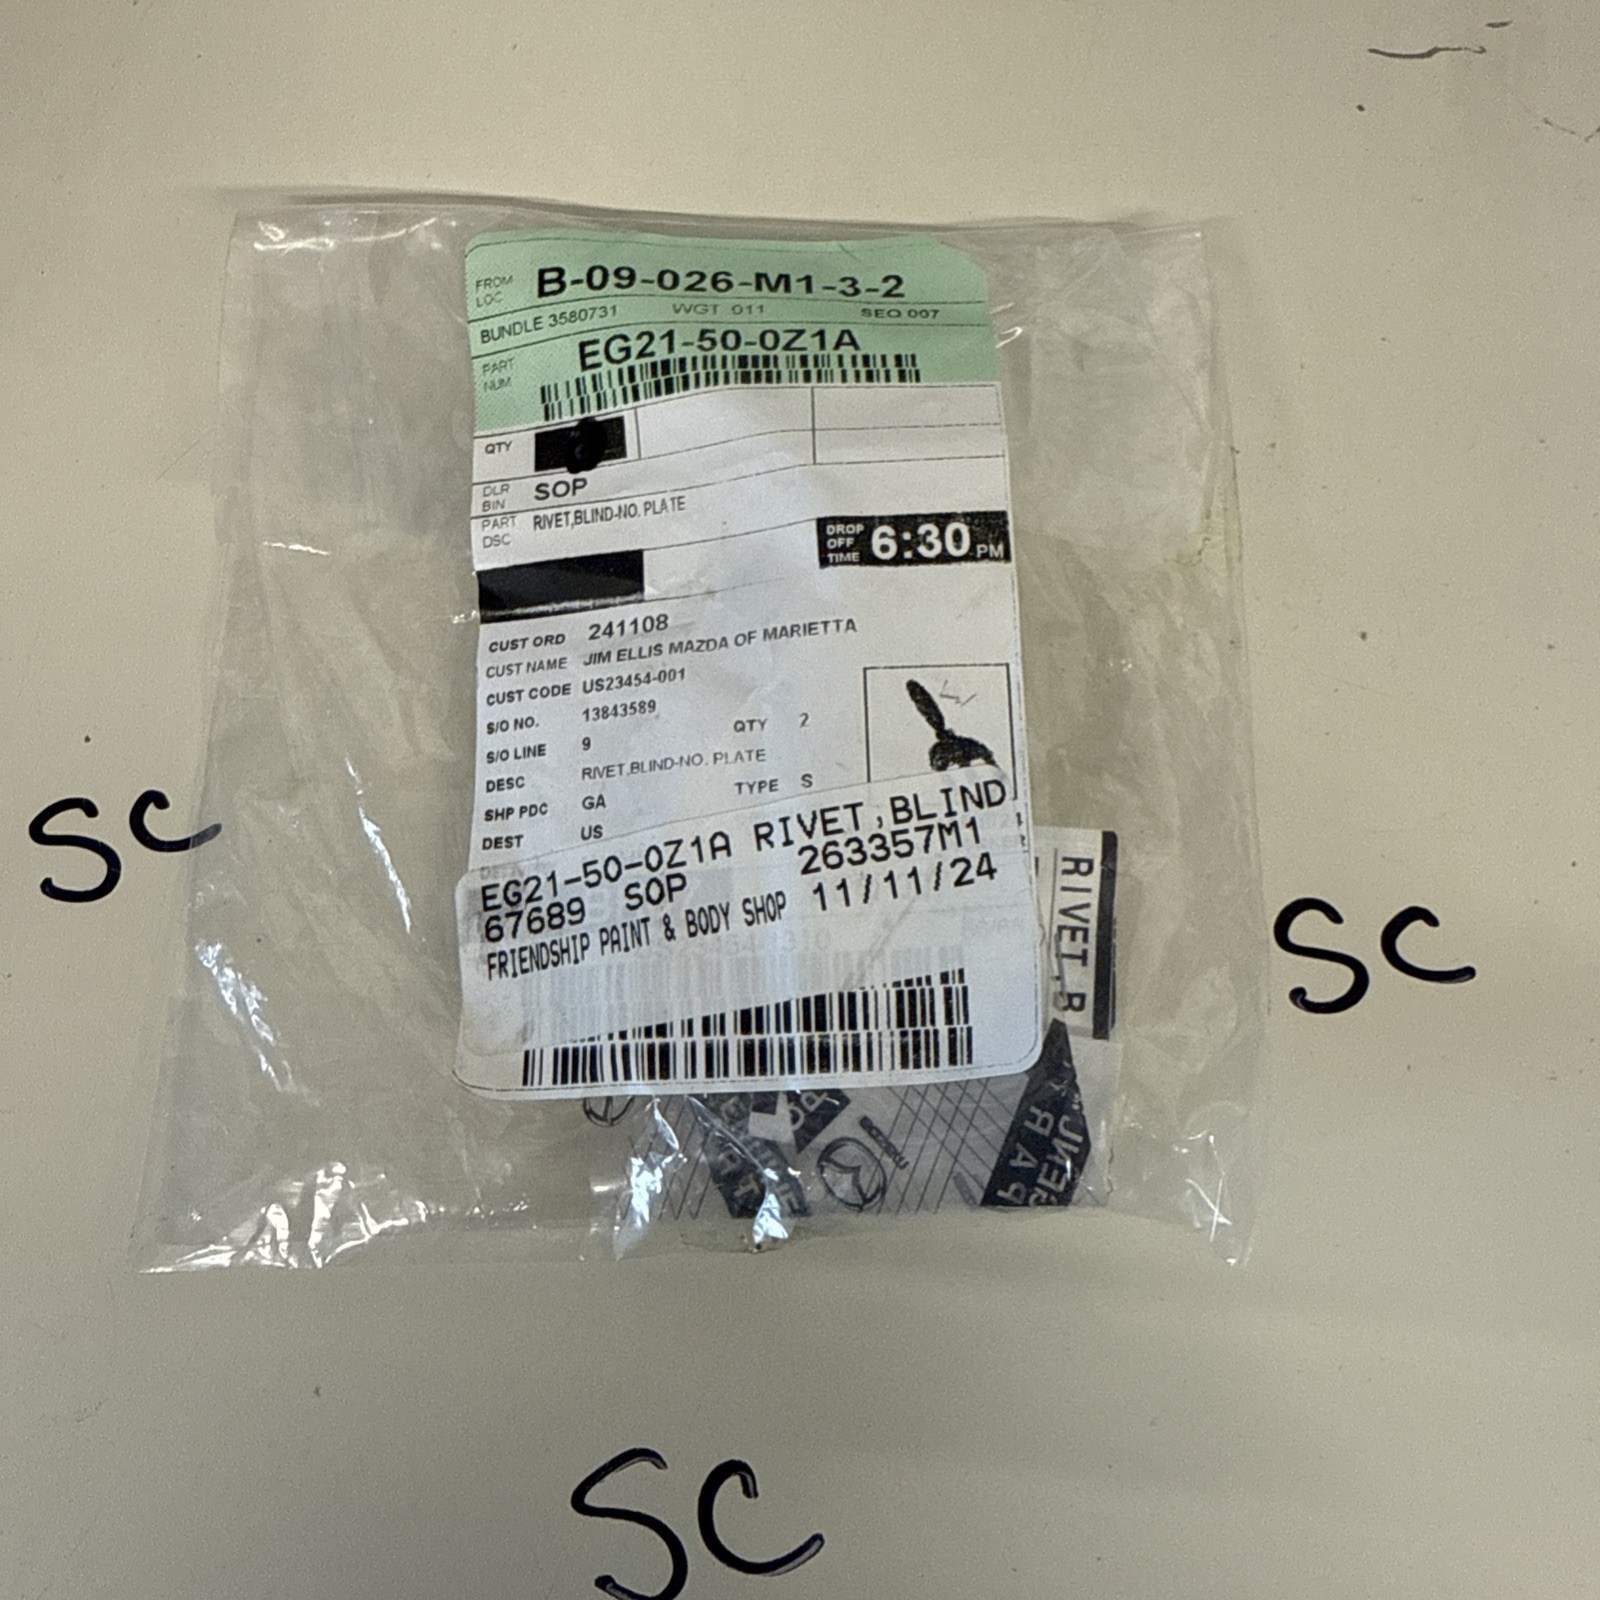 FROM LOC B-09-026-M1-3-2
BUNDLE 3580731 WGT 011 SEQ 007
PART NUM EG21-50-0Z1A
QTY
DLR BIN SOP
PART DSC RIVET,BLIND-NO. PLATE
DROP OFF TIME 6:30 PM
CUST ORD 241108
CUST NAME JIM ELLIS MAZDA OF MARIETTA
CUST CODE US23454-001
S/O NO. 13843589
S/O LINE 9 QTY 2
DESC RIVET,BLIND-NO. PLATE
SHP PDC GA TYPE S
DEST US
EG21-50-0Z1A RIVET,BLIND
67689 SOP 263357M1
FRIENDSHIP PAINT & BODY SHOP 11/11/24
RIVET,B
mazda
SC
SC
SC